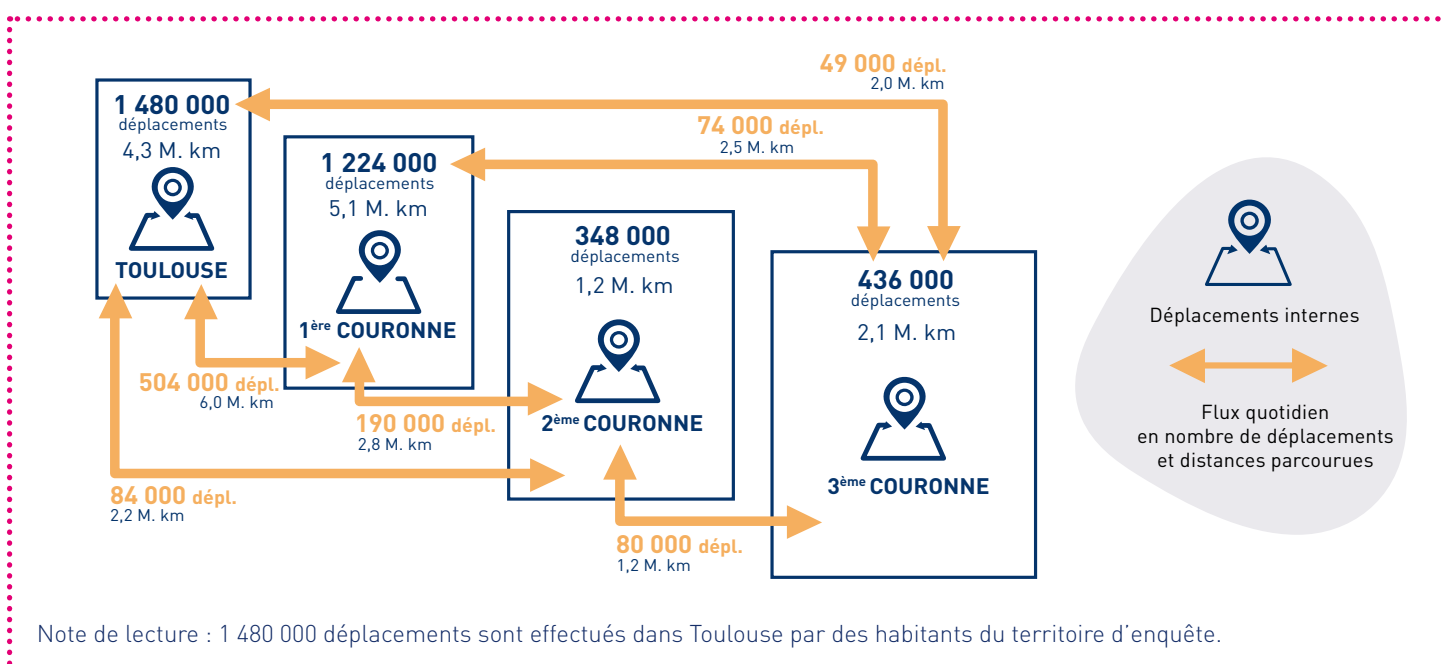 49 000 dépl.
2,0 M. km
74 000 dépl.
2,5 M. km
1 480 000
déplacements
4,3 M. km
TOULOUSE
1 224 000
déplacements
5,1 M. km
1ère COURONNE
348 000
déplacements
1,2 M. km
2ème COURONNE
436 000
déplacements
2,1 M. km
3ème COURONNE
504 000 dépl.
6,0 M. km
190 000 dépl.
2,8 M. km
84 000 dépl.
2,2 M. km
80 000 dépl.
1,2 M. km
Déplacements internes
Flux quotidien
en nombre de déplacements
et distances parcourues
Note de lecture : 1 480 000 déplacements sont effectués dans Toulouse par des habitants du territoire d'enquête.